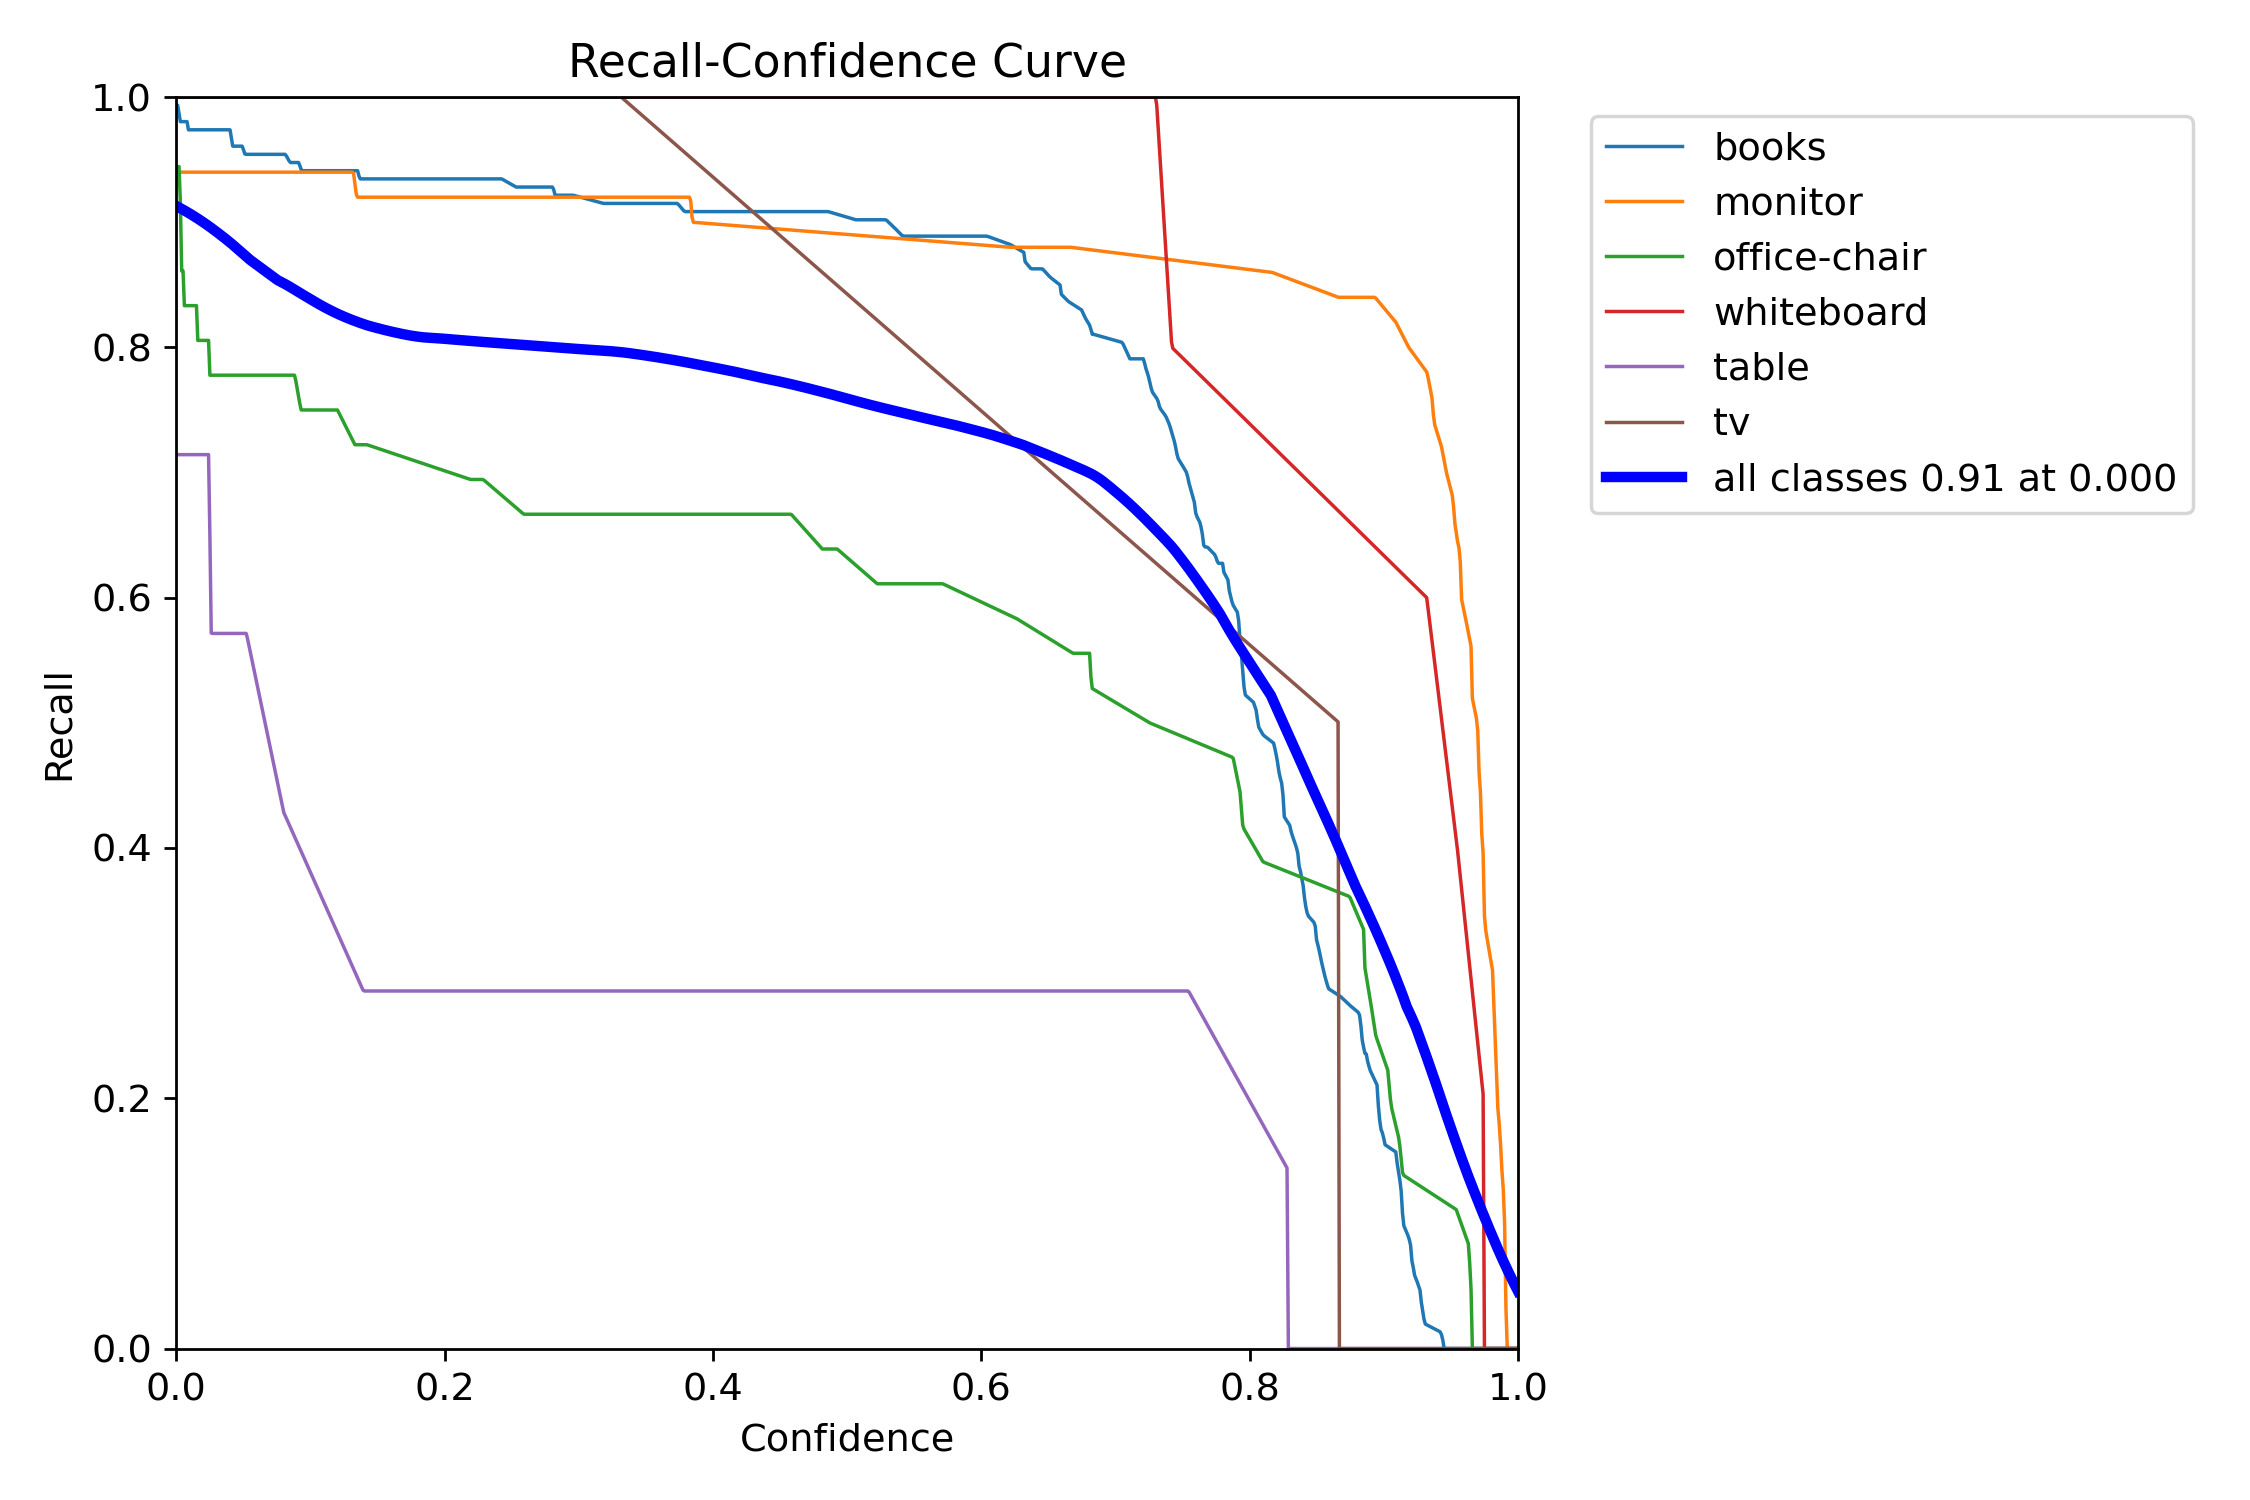 Recall-Confidence Curve
1.0
0.8
0.6
0.4
0.2
0.0
Recall
0.0 0.2 0.4 0.6 0.8 1.0
Confidence
books
monitor
office-chair
whiteboard
table
tv
all classes 0.91 at 0.000